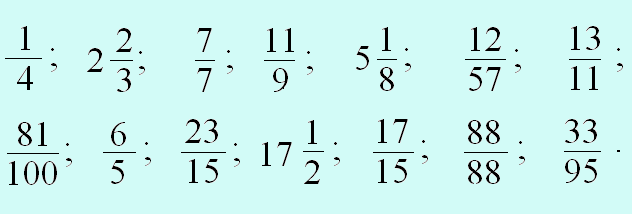 1/4 ; 2 2/3 ; 7/7 ; 11/9 ; 5 1/8 ; 12/57 ; 13/11 ;
81/100 ; 6/5 ; 23/15 ; 17 1/2 ; 17/15 ; 88/88 ; 33/95 .